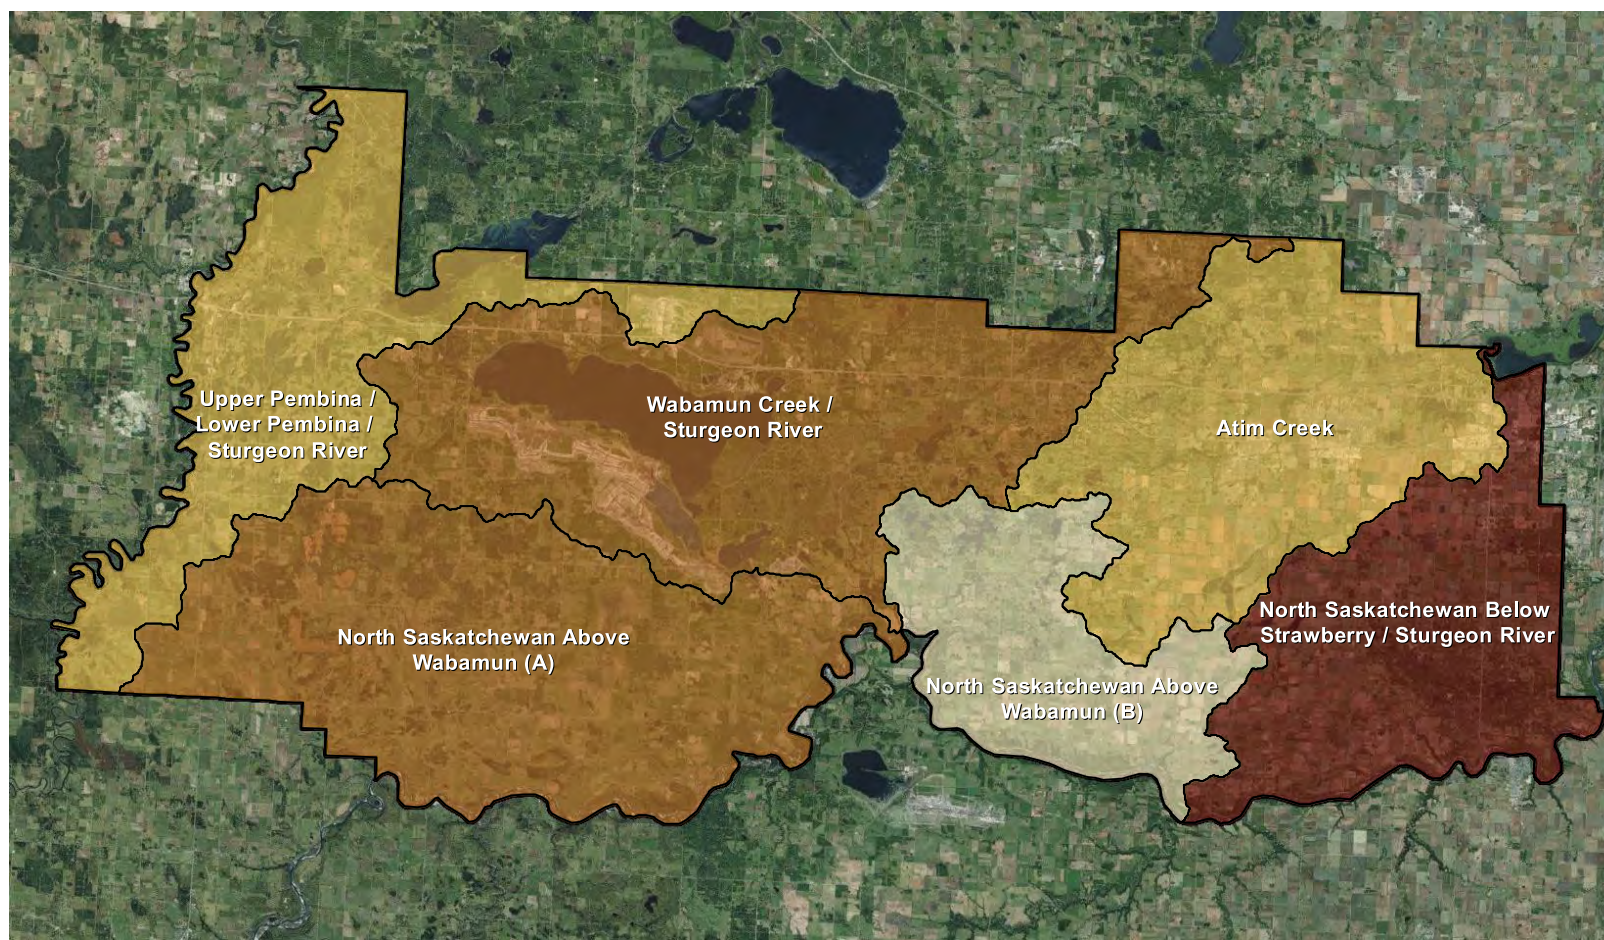 Upper Pembina /
Lower Pembina /
Sturgeon River
Wabamun Creek /
Sturgeon River
Atim Creek
North Saskatchewan Above
Wabamun (A)
North Saskatchewan Above
Wabamun (B)
North Saskatchewan Below
Strawberry / Sturgeon River